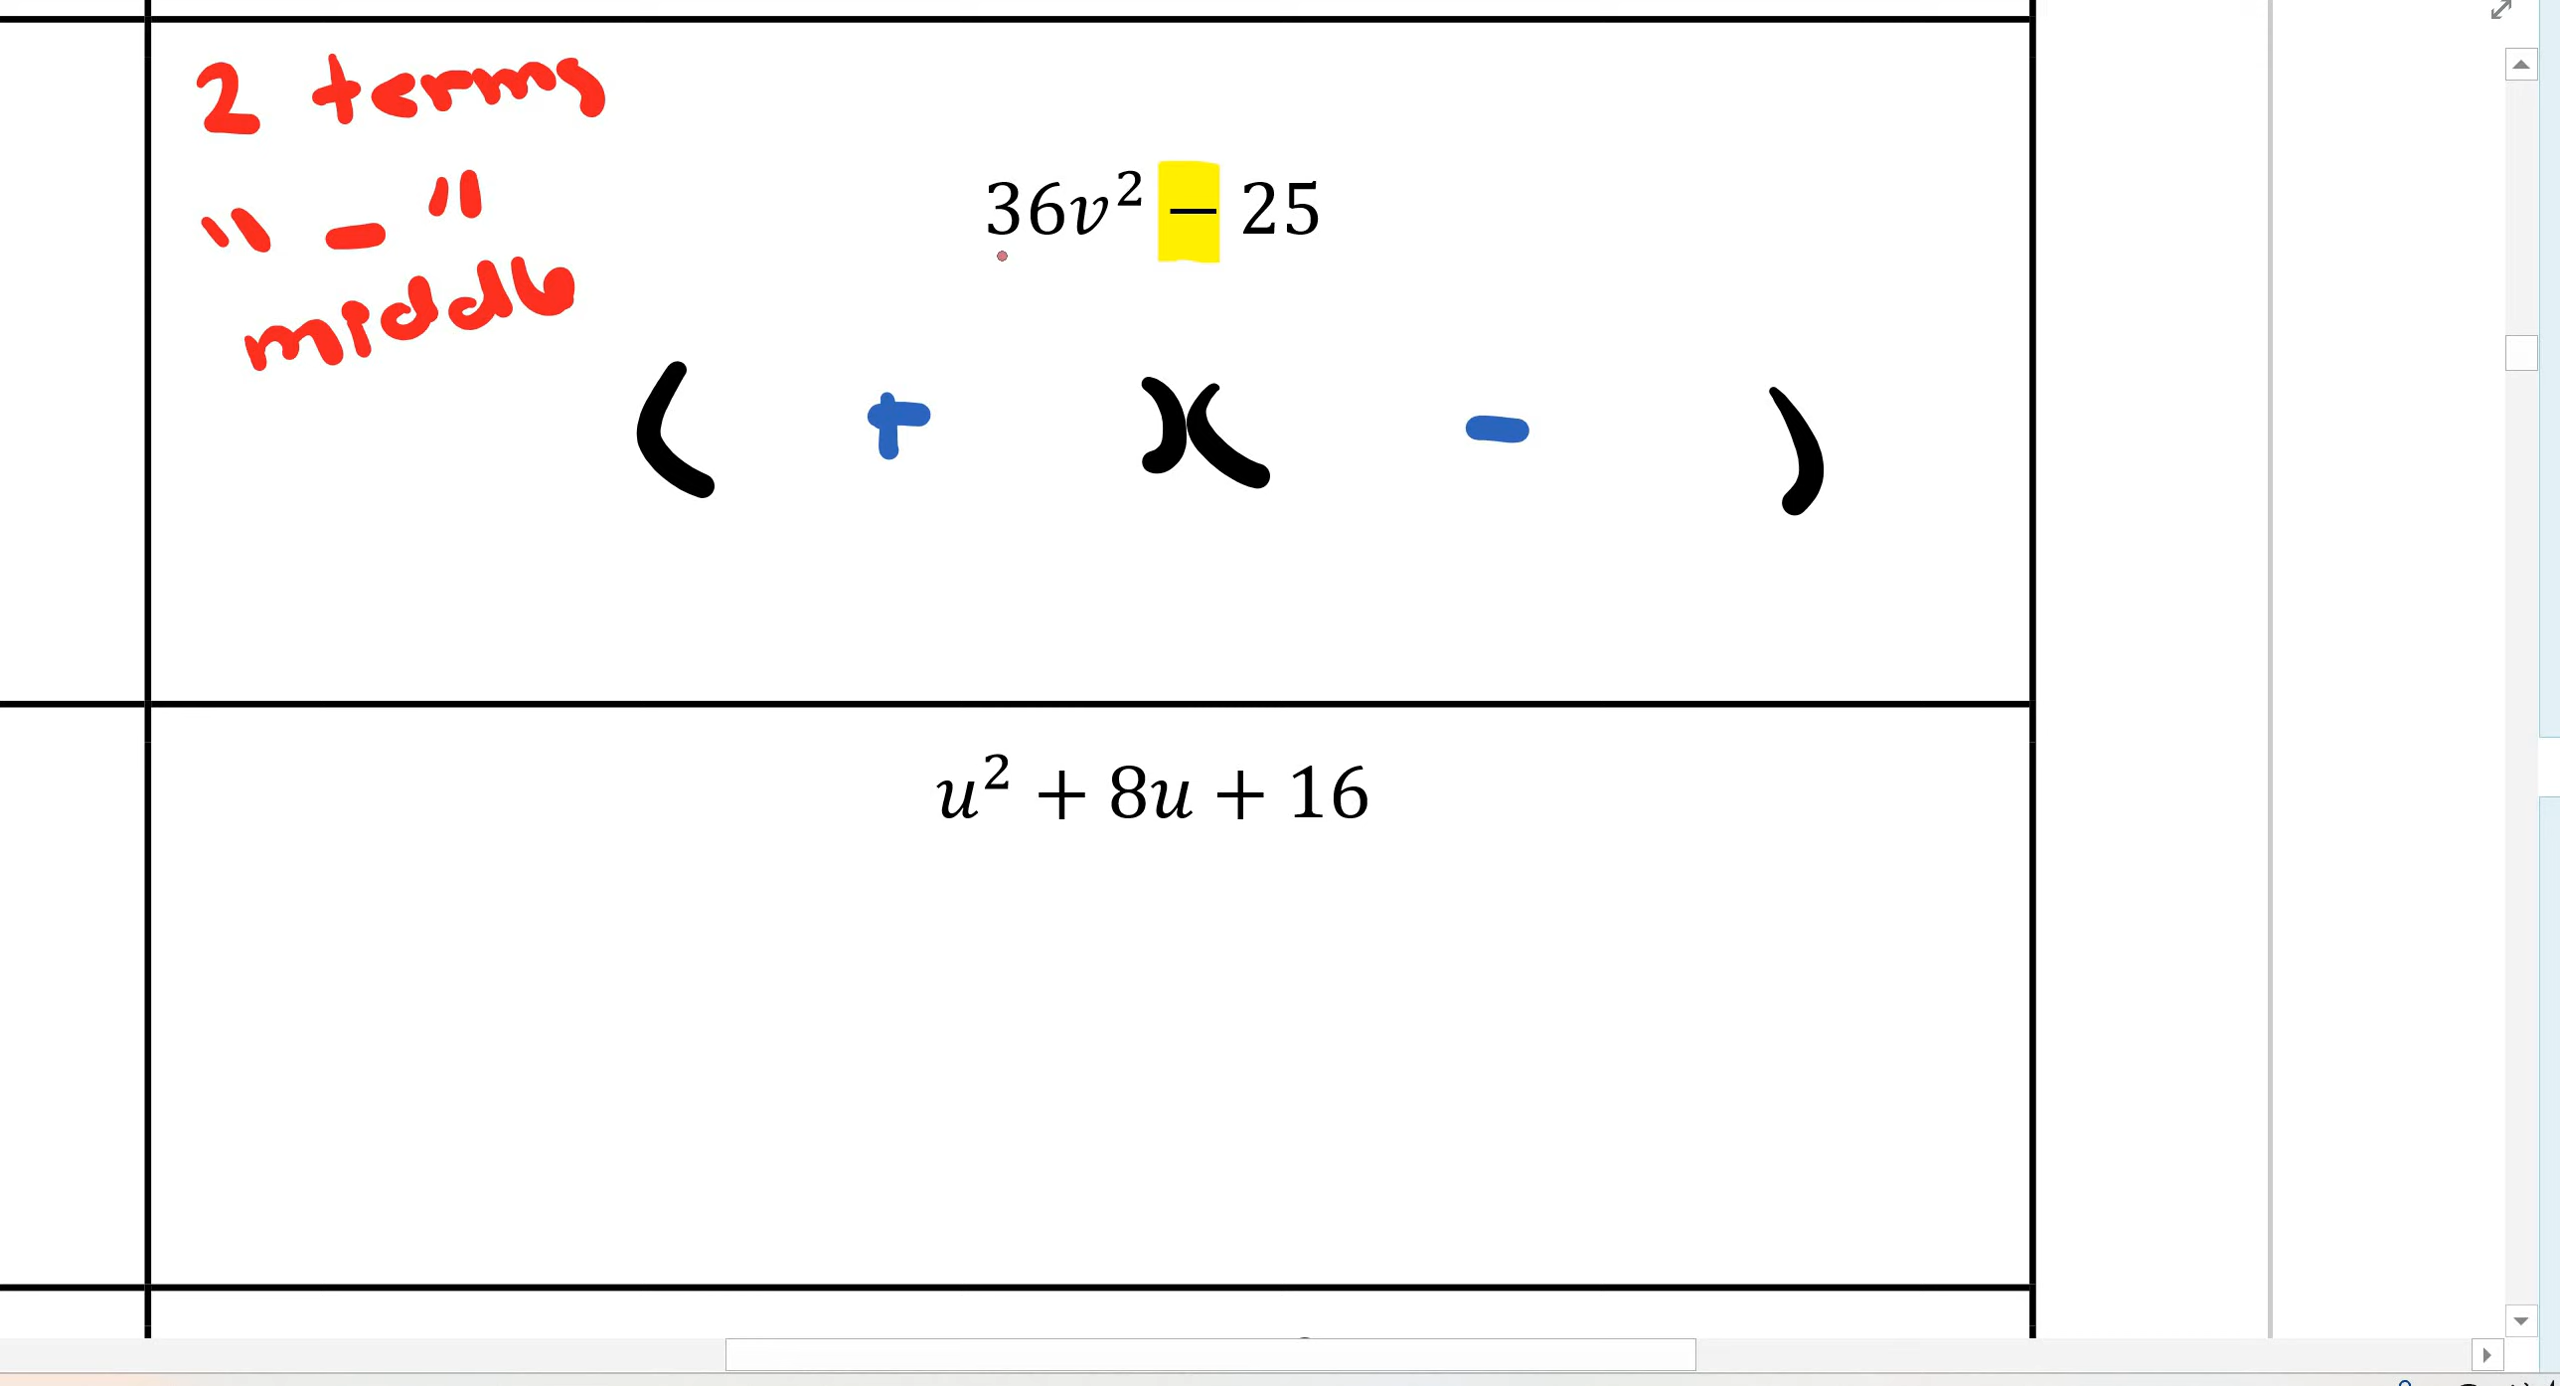 2 terms
" - "
middle
36v² − 25
( + )( - )
u² + 8u + 16